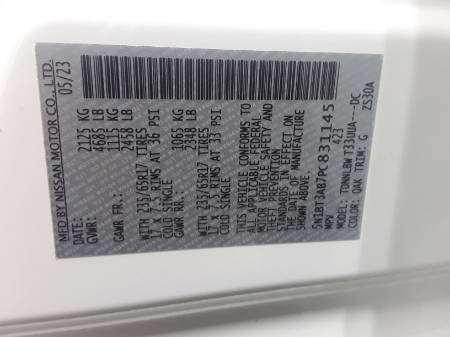 MFD BY NISSAN MOTOR CO., LTD.
05/23
GVWR: 2125 KG
4685 LB
GAWR FR.: 1115 KG
2458 LB
WITH 235/65R17 TIRES
17 X 7.5 RIMS AT 36 PSI
COLD SINGLE
GAWR RR.: 1065 KG
2348 LB
WITH 235/65R17 TIRES
17 X 7.5 RIMS AT 33 PSI
COLD SINGLE
THIS VEHICLE CONFORMS TO
ALL APPLICABLE FEDERAL
MOTOR VEHICLE SAFETY AND
THEFT PREVENTION
STANDARDS IN EFFECT ON
THE DATE OF MANUFACTURE
SHOWN ABOVE.
5N1BT3AB7PC831145
MPV 423
MODEL: TDNNLBW T33UUA---DC
COLOR: QAK TRIM: G ZS30A